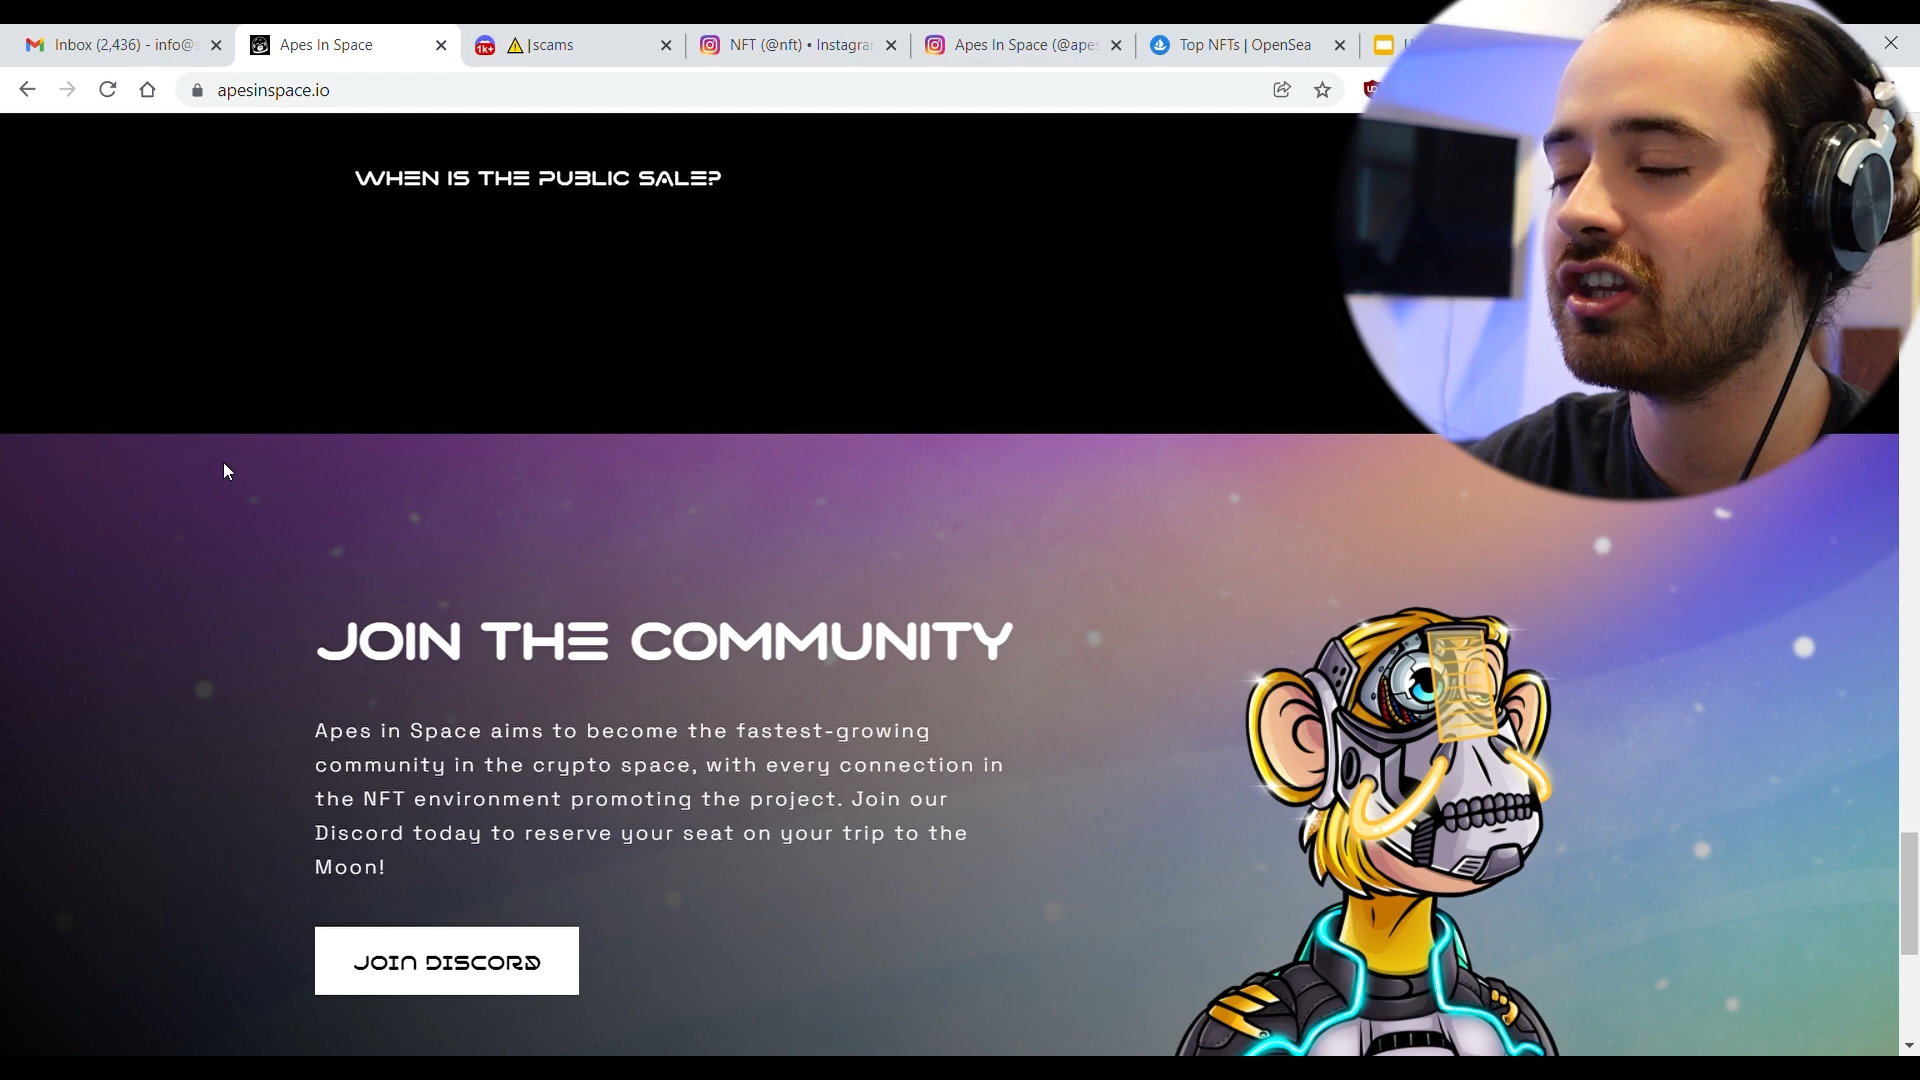 Inbox (2,436) - info@s
Apes In Space
1k+
|scams
NFT (@nft) • Instagrar
Apes In Space (@apes
Top NFTs | OpenSea
apesinspace.io
WHEN IS THE PUBLIC SALE?
JOIN THE COMMUNITY
Apes in Space aims to become the fastest-growing
community in the crypto space, with every connection in
the NFT environment promoting the project. Join our
Discord today to reserve your seat on your trip to the
Moon!
JOIN DISCORD